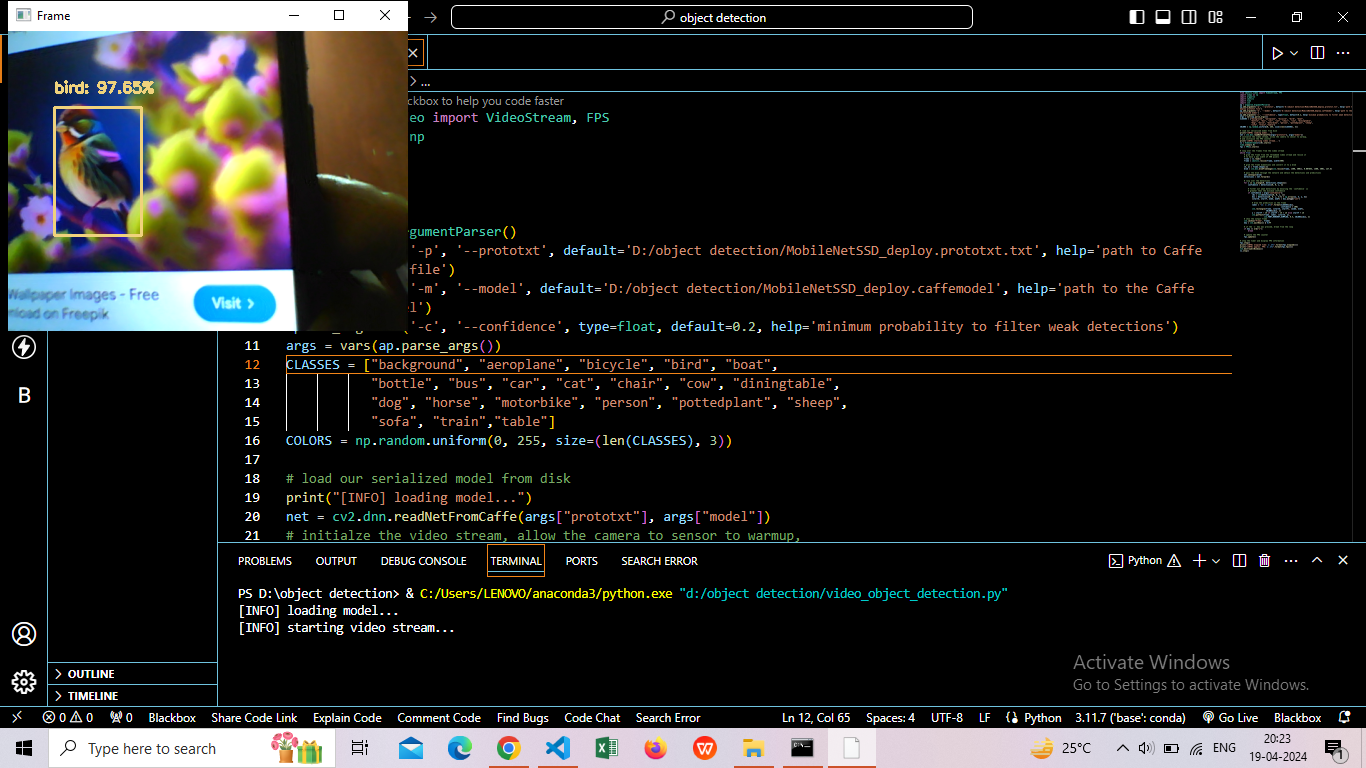 Frame
object detection
bird: 97.65%
Wallpaper Images - Free
nload on Freepik
Visit >
...
ckbox to help you code faster
eo import VideoStream, FPS
np
rgumentParser()
'-p', '--prototxt', default='D:/object detection/MobileNetSSD_deploy.prototxt.txt', help='path to Caffe
file')
'-m', '--model', default='D:/object detection/MobileNetSSD_deploy.caffemodel', help='path to the Caffe
l')
('-c', '--confidence', type=float, default=0.2, help='minimum probability to filter weak detections')
11 args = vars(ap.parse_args())
12 CLASSES = ["background", "aeroplane", "bicycle", "bird", "boat",
13 "bottle", "bus", "car", "cat", "chair", "cow", "diningtable",
14 "dog", "horse", "motorbike", "person", "pottedplant", "sheep",
15 "sofa", "train","table"]
16 COLORS = np.random.uniform(0, 255, size=(len(CLASSES), 3))
17
18 # load our serialized model from disk
19 print("[INFO] loading model...")
20 net = cv2.dnn.readNetFromCaffe(args["prototxt"], args["model"])
21 # initialze the video stream, allow the camera to sensor to warmup,
B
PROBLEMS OUTPUT DEBUG CONSOLE TERMINAL PORTS SEARCH ERROR
Python
PS D:\object detection> & C:/Users/LENOVO/anaconda3/python.exe "d:/object detection/video_object_detection.py"
[INFO] loading model...
[INFO] starting video stream...
OUTLINE
TIMELINE
Activate Windows
Go to Settings to activate Windows.
0 0 0 Blackbox Share Code Link Explain Code Comment Code Find Bugs Code Chat Search Error Ln 12, Col 65 Spaces: 4 UTF-8 LF Python 3.11.7 ('base': conda) Go Live Blackbox
Type here to search
25°C ENG 20:23
19-04-2024
1